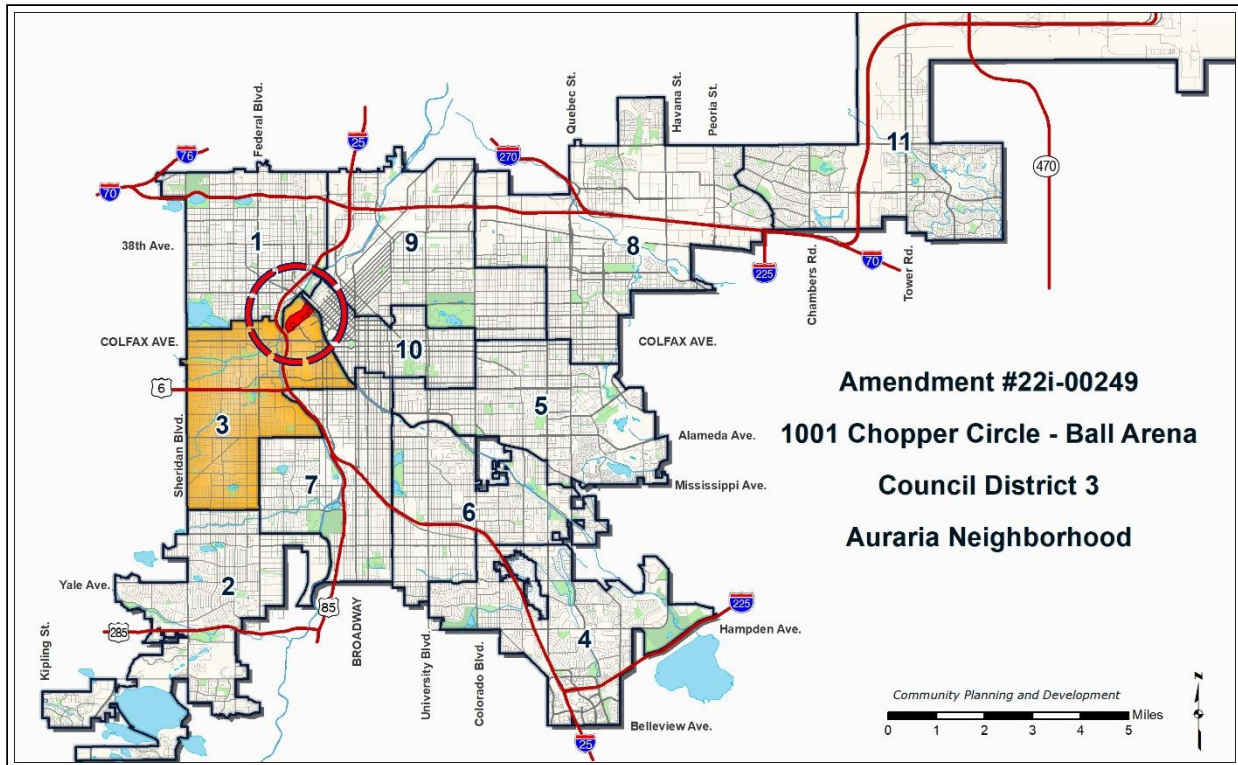 Federal Blvd.
Quebec St.
Havana St.
Peoria St.
76
25
270
70
11
470
38th Ave.
1
9
8
225
70
Chambers Rd.
Tower Rd.
COLFAX AVE.
COLFAX AVE.
10
6
5
Sheridan Blvd.
3
Alameda Ave.
Mississippi Ave.
7
6
Amendment #22i-00249
1001 Chopper Circle - Ball Arena
Council District 3
Auraria Neighborhood
Yale Ave.
2
85
285
BROADWAY
University Blvd.
Colorado Blvd.
4
225
Hampden Ave.
Kipling St.
Belleview Ave.
25
Community Planning and Development
Miles
0 1 2 3 4 5
N